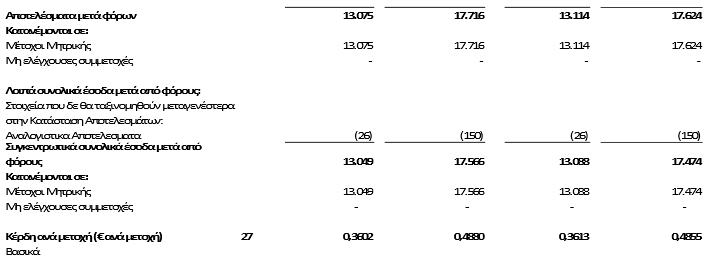 Αποτελέσματα μετά φόρων 13.075 17.716 13.114 17.624
Κατανέμονται σε:
Μέτοχοι Μητρικής 13.075 17.716 13.114 17.624
Μη ελέγχουσες συμμετοχές - - - -
Λοιπά συνολικά έσοδα μετά από φόρους:
Στοιχεία που δε θα ταξινομηθούν μεταγενέστερα
στην Κατάσταση Αποτελεσμάτων:
Αναλογιστικα Αποτελεσματα (26) (150) (26) (150)
Συγκεντρωτικά συνολικά έσοδα μετά από
φόρους 13.049 17.566 13.088 17.474
Κατανέμονται σε:
Μέτοχοι Μητρικής 13.049 17.566 13.088 17.474
Μη ελέγχουσες συμμετοχές - - - -
Κέρδη ανά μετοχή (€ ανά μετοχή) 27 0,3602 0,4880 0,3613 0,4855
Βασικά